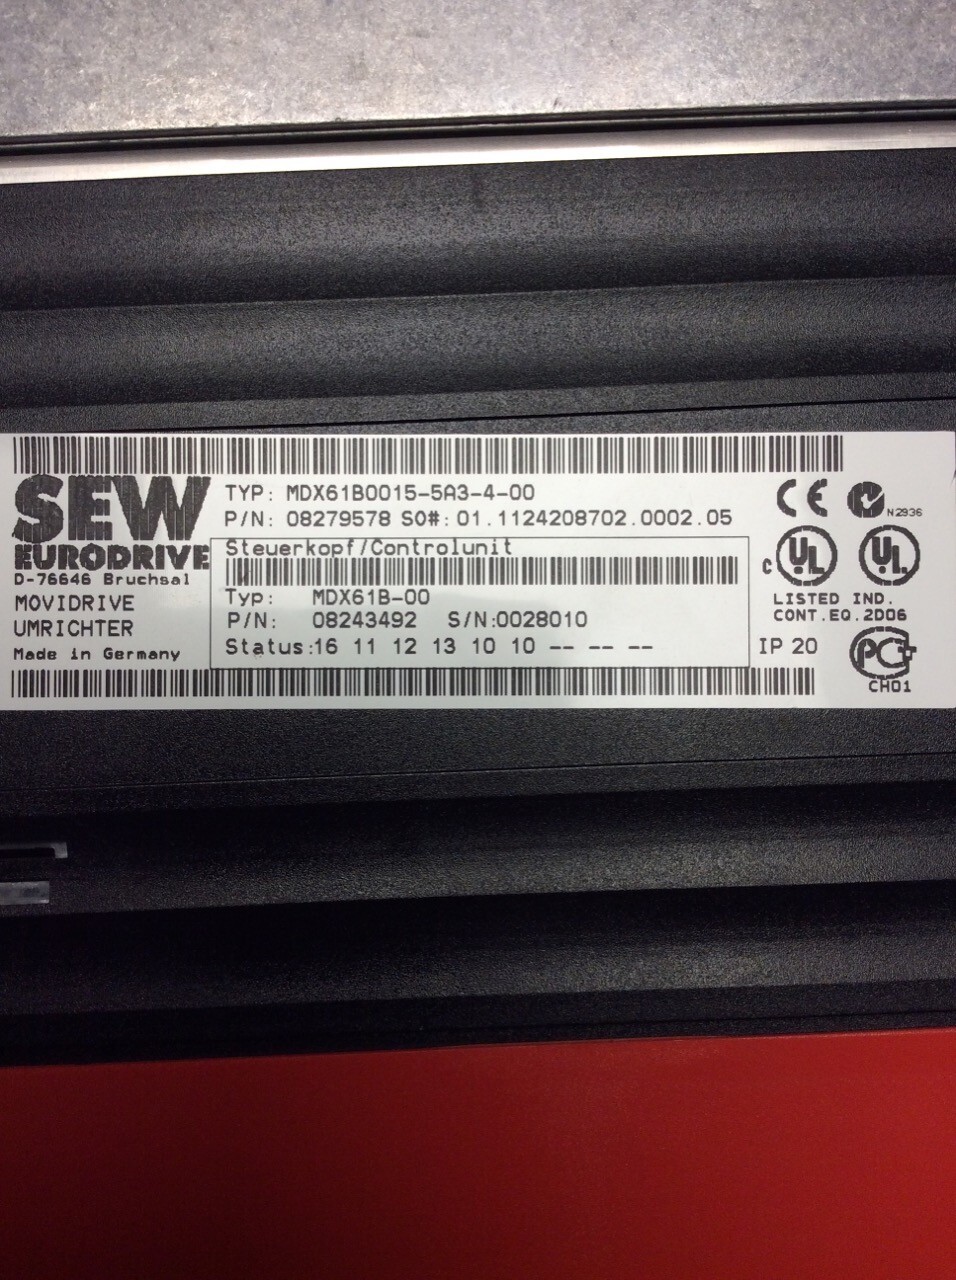 SEW
EURODRIVE
D-76646 Bruchsal
MOVIDRIVE
UMRICHTER
Made in Germany
TYP: MDX61B0015-5A3-4-00
P/N: 08279578 SO#: 01.1124208702.0002.05
Steuerkopf/Controlunit
Typ: MDX61B-00
P/N: 08243492 S/N:0028010
Status:16 11 12 13 10 10 -- -- --
CE
N2936
c UL UL
LISTED IND.
CONT.EQ.2D06
IP 20
PCT
CH01